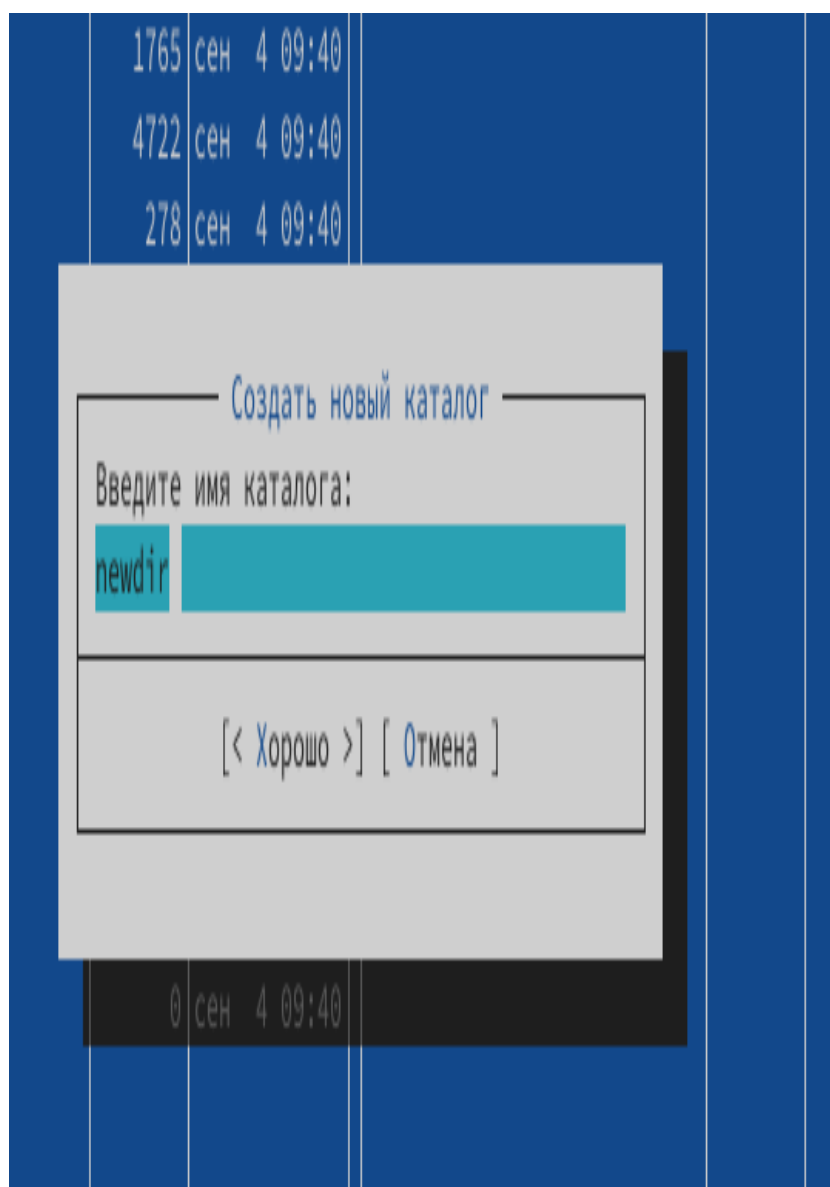 1765 сен 4 09:40
4722 сен 4 09:40
278 сен 4 09:40
Создать новый каталог
Введите имя каталога:
newdir
[< Хорошо >] [ Отмена ]
0 сен 4 09:40